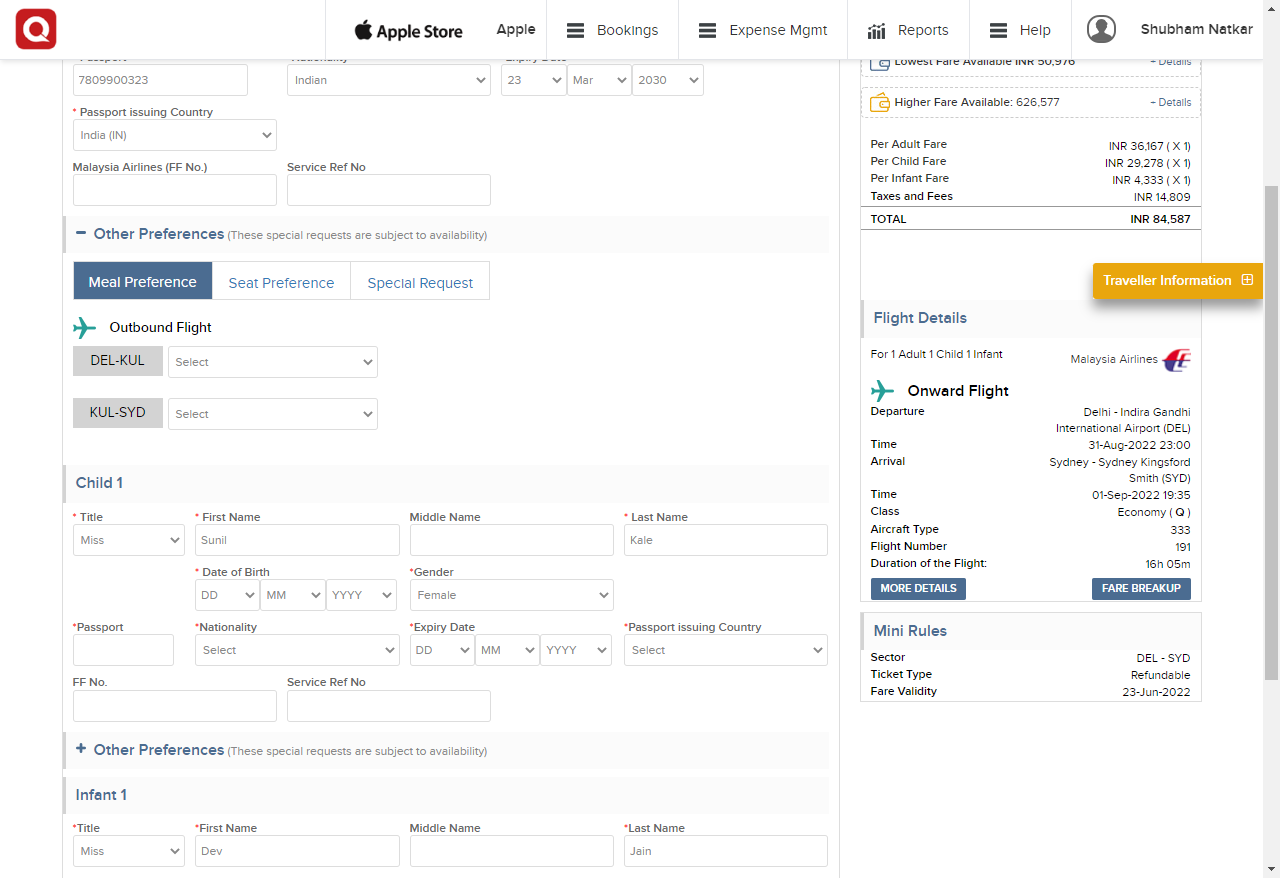 Apple Store
Apple
Bookings
Expense Mgmt
Reports
Help
Shubham Natkar
7809900323
Indian
23
Mar
2030
* Passport issuing Country
India (IN)
Malaysia Airlines (FF No.)
Service Ref No
− Other Preferences (These special requests are subject to availability)
Meal Preference
Seat Preference
Special Request
Outbound Flight
DEL-KUL
Select
KUL-SYD
Select
Child 1
* Title
* First Name
Middle Name
* Last Name
Miss
Sunil
Kale
* Date of Birth
*Gender
DD
MM
YYYY
Female
*Passport
*Nationality
*Expiry Date
*Passport issuing Country
Select
DD
MM
YYYY
Select
FF No.
Service Ref No
+ Other Preferences (These special requests are subject to availability)
Infant 1
*Title
*First Name
Middle Name
*Last Name
Miss
Dev
Jain
Lowest Fare Available INR 50,976
+ Details
Higher Fare Available: 626,577
+ Details
Per Adult Fare INR 36,167 ( X 1)
Per Child Fare INR 29,278 ( X 1)
Per Infant Fare INR 4,333 ( X 1)
Taxes and Fees INR 14,809
TOTAL INR 84,587
Traveller Information
Flight Details
For 1 Adult 1 Child 1 Infant
Malaysia Airlines
Onward Flight
Departure Delhi - Indira Gandhi
International Airport (DEL)
Time 31-Aug-2022 23:00
Arrival Sydney - Sydney Kingsford
Smith (SYD)
Time 01-Sep-2022 19:35
Class Economy ( Q )
Aircraft Type 333
Flight Number 191
Duration of the Flight: 16h 05m
MORE DETAILS
FARE BREAKUP
Mini Rules
Sector DEL - SYD
Ticket Type Refundable
Fare Validity 23-Jun-2022